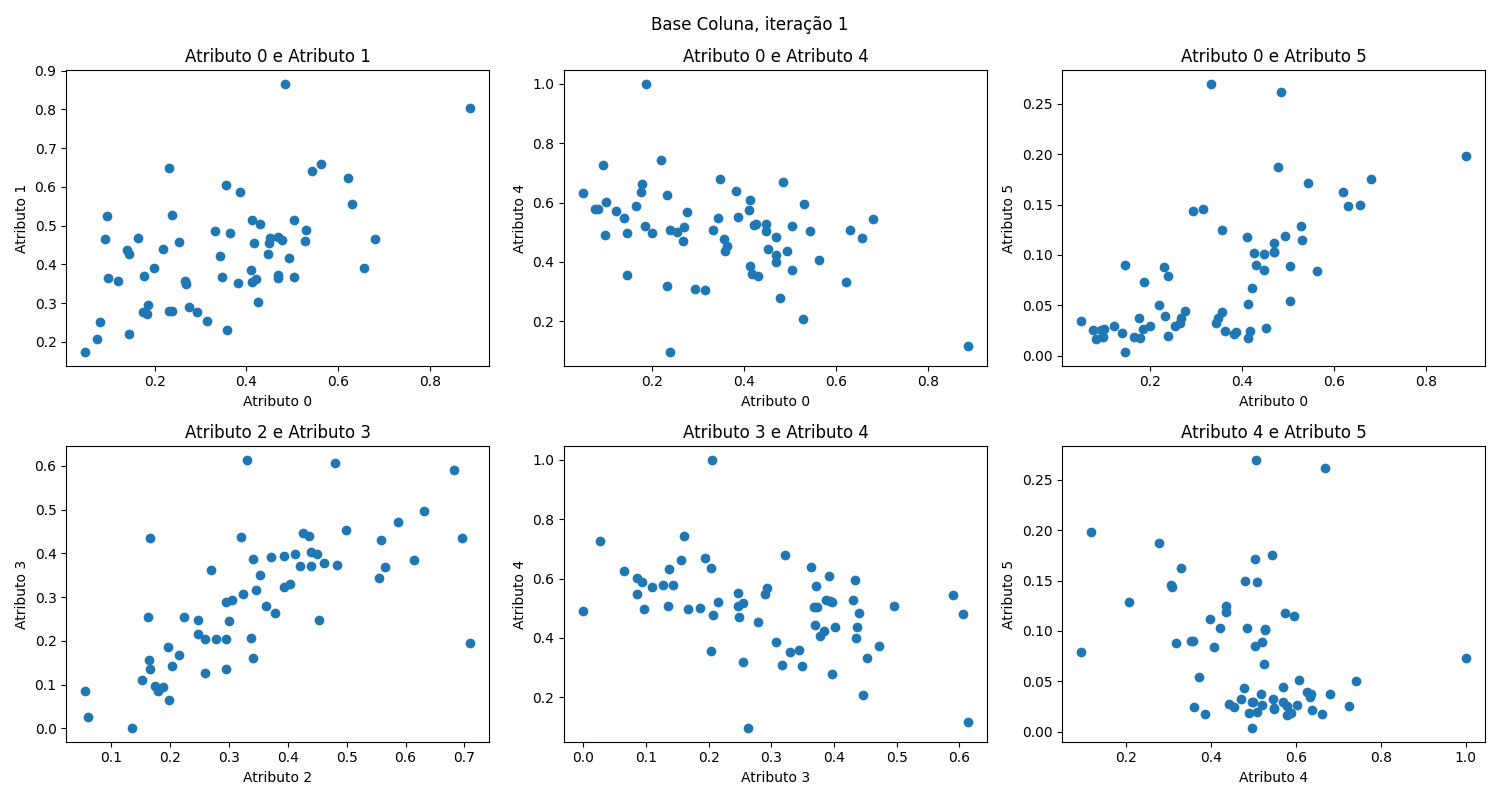 Base Coluna, iteração 1
Atributo 0 e Atributo 1
Atributo 1
0.9
0.8
0.7
0.6
0.5
0.4
0.3
0.2
0.2 0.4 0.6 0.8
Atributo 0
Atributo 0 e Atributo 4
Atributo 4
1.0
0.8
0.6
0.4
0.2
0.2 0.4 0.6 0.8
Atributo 0
Atributo 0 e Atributo 5
Atributo 5
0.25
0.20
0.15
0.10
0.05
0.00
0.2 0.4 0.6 0.8
Atributo 0
Atributo 2 e Atributo 3
Atributo 3
0.6
0.5
0.4
0.3
0.2
0.1
0.0
0.1 0.2 0.3 0.4 0.5 0.6 0.7
Atributo 2
Atributo 3 e Atributo 4
Atributo 4
1.0
0.8
0.6
0.4
0.2
0.0 0.1 0.2 0.3 0.4 0.5 0.6
Atributo 3
Atributo 4 e Atributo 5
Atributo 5
0.25
0.20
0.15
0.10
0.05
0.00
0.2 0.4 0.6 0.8 1.0
Atributo 4